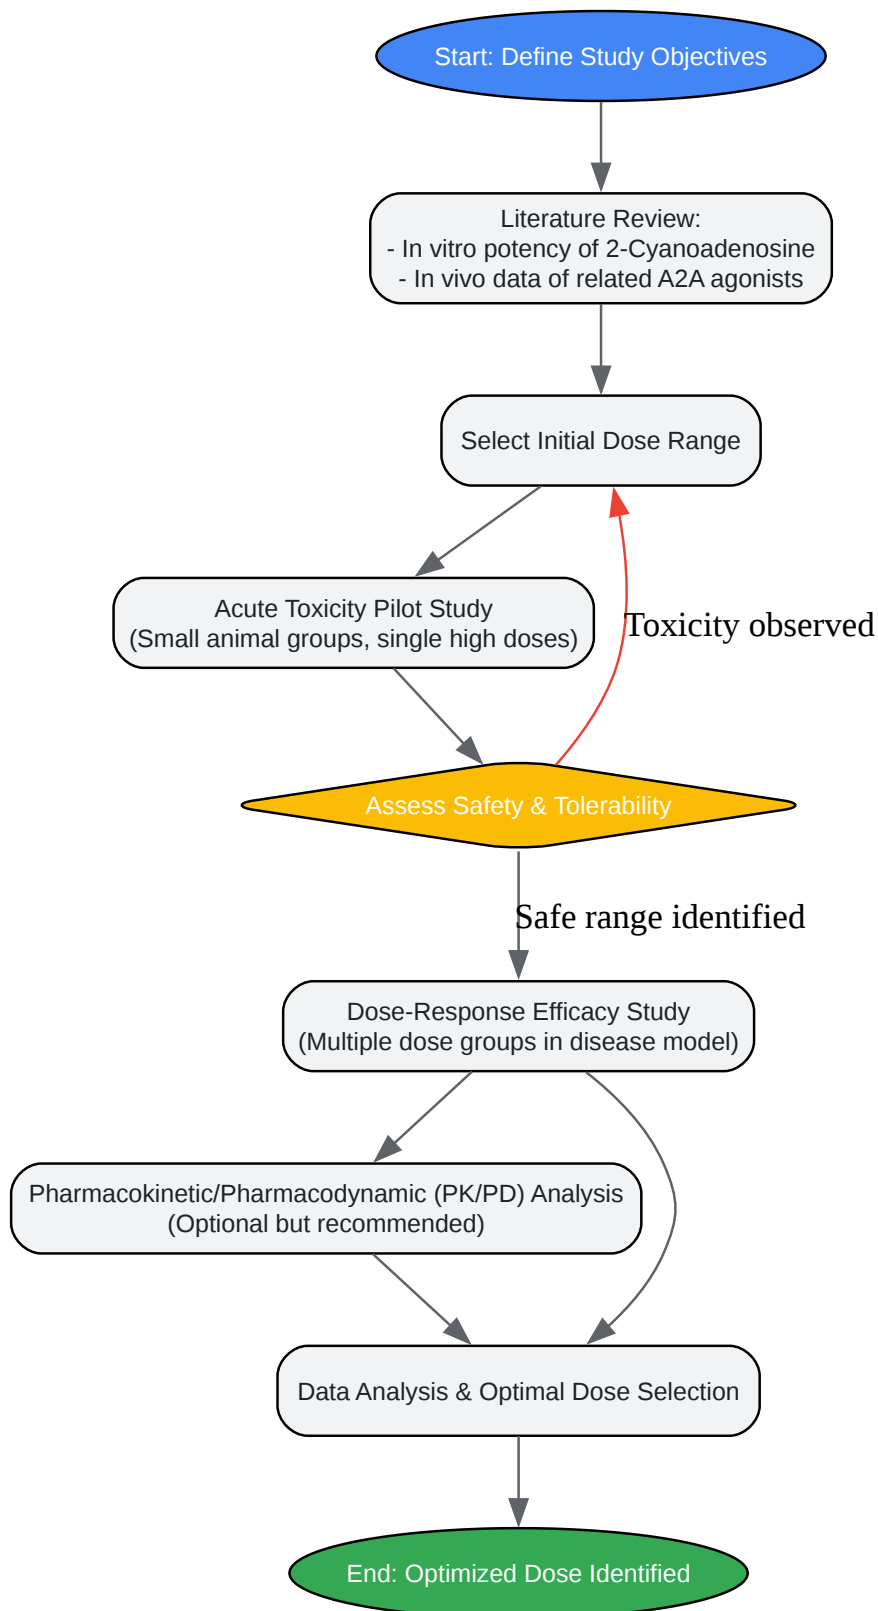 Start: Define Study Objectives
Literature Review:
- In vitro potency of 2-Cyanoadenosine
- In vivo data of related A2A agonists
Select Initial Dose Range
Acute Toxicity Pilot Study
(Small animal groups, single high doses)
Toxicity observed
Assess Safety & Tolerability
Safe range identified
Dose-Response Efficacy Study
(Multiple dose groups in disease model)
Pharmacokinetic/Pharmacodynamic (PK/PD) Analysis
(Optional but recommended)
Data Analysis & Optimal Dose Selection
End: Optimized Dose Identified